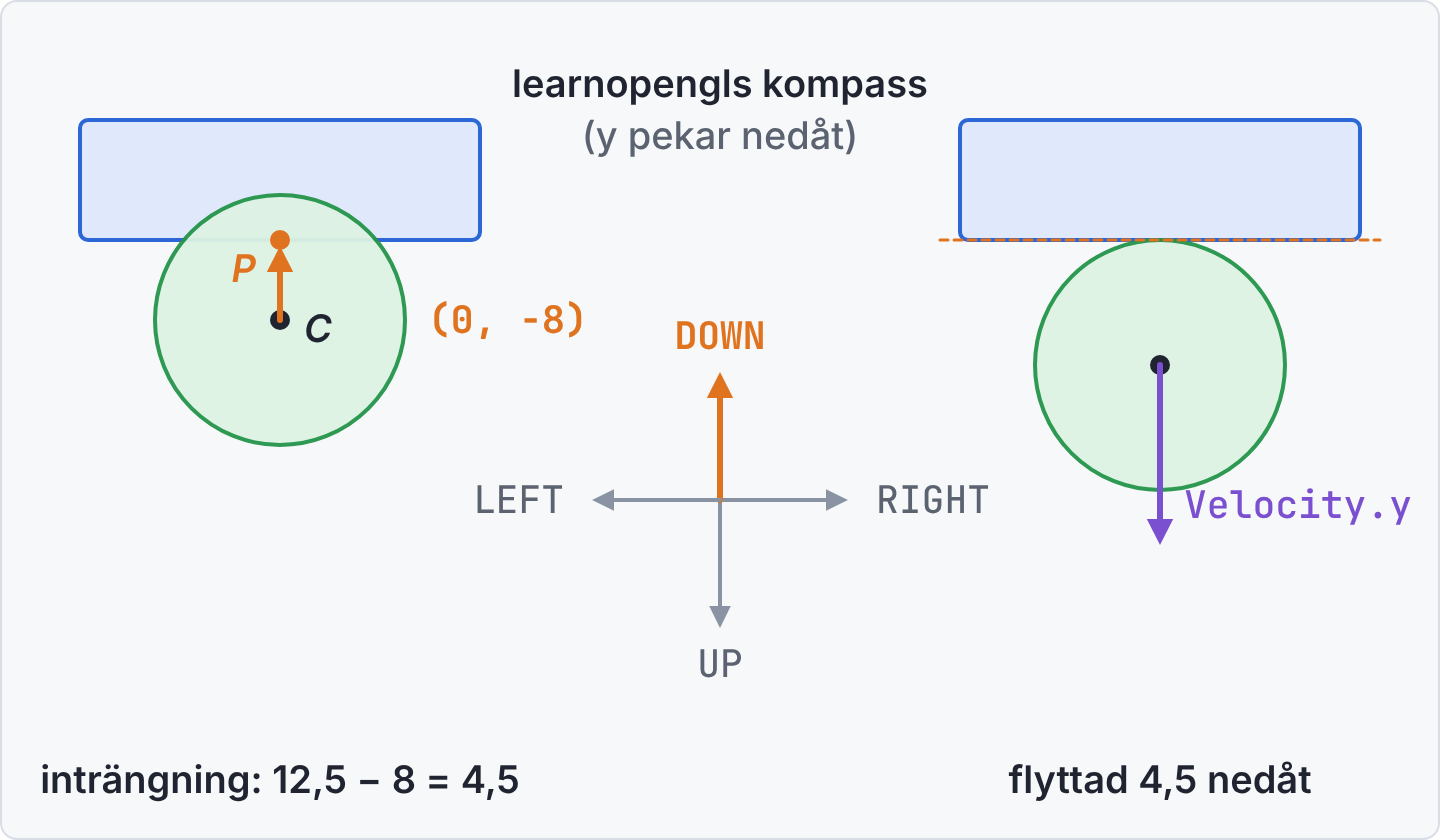 learnopengls kompass
(y pekar nedåt)
P
C
(0, -8)
DOWN
LEFT
RIGHT
UP
Velocity.y
inträngning: 12,5 − 8 = 4,5
flyttad 4,5 nedåt